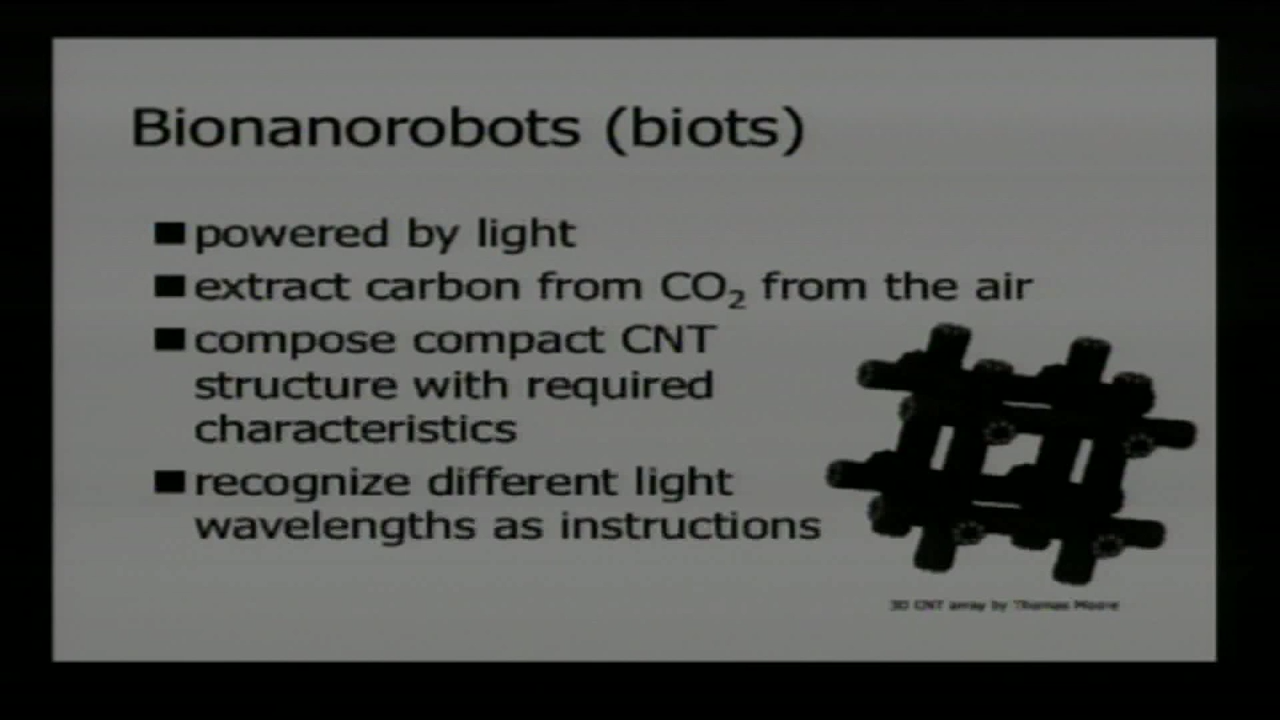 Bionanorobots (biots)
powered by light
extract carbon from CO₂ from the air
compose compact CNT
structure with required
characteristics
recognize different light
wavelengths as instructions
3D CNT array by Thomas Moore